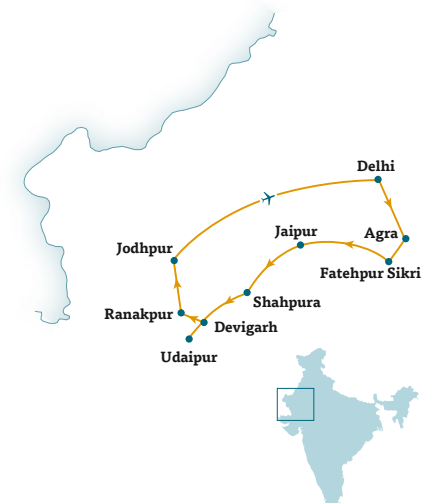 Delhi
Jaipur
Agra
Jodhpur
Fatehpur Sikri
Shahpura
Ranakpur
Devigarh
Udaipur